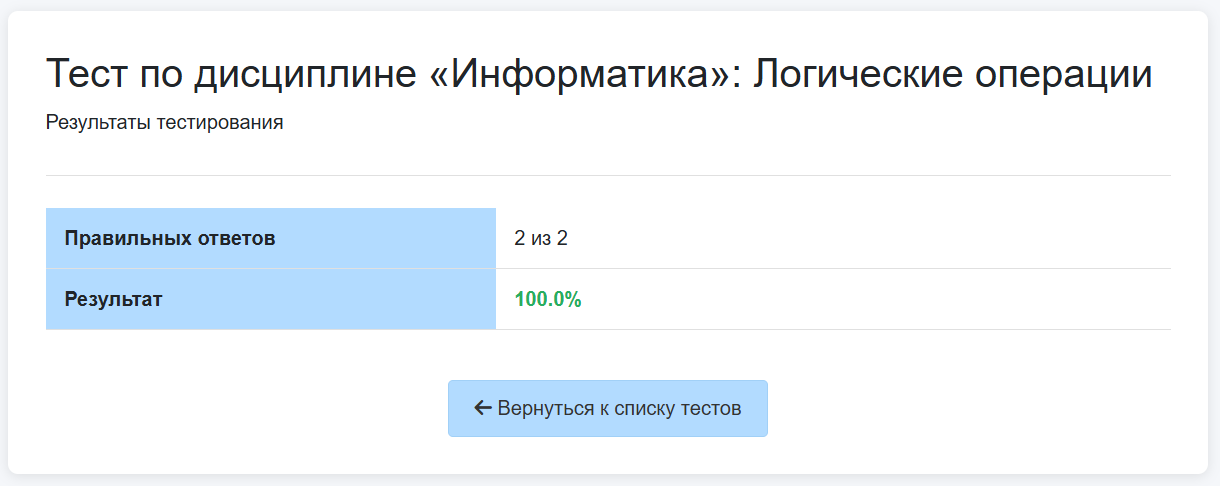 Тест по дисциплине «Информатика»: Логические операции
Результаты тестирования
Правильных ответов 2 из 2
Результат 100.0%
Вернуться к списку тестов